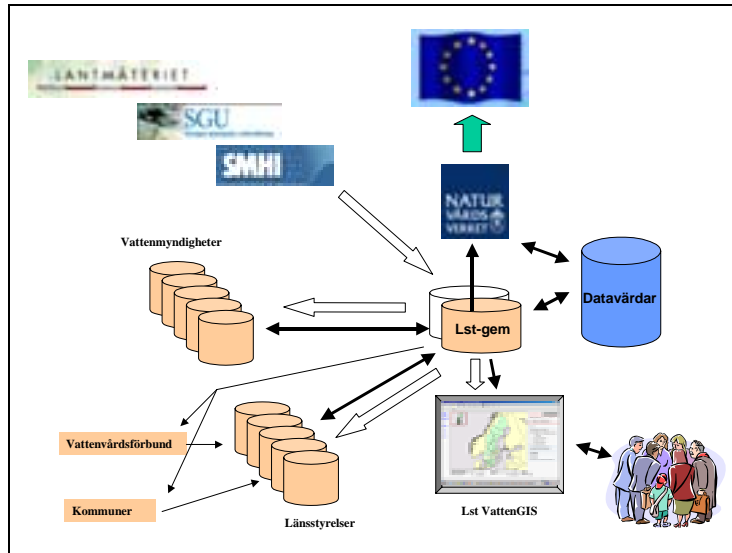 LANTMÄTERIET
SGU
SMHI
NATUR
VÅRDS
VERKET
Vattenmyndigheter
Datavärdar
Lst-gem
Vattenvårdsförbund
Kommuner
Länsstyrelser
Lst VattenGIS